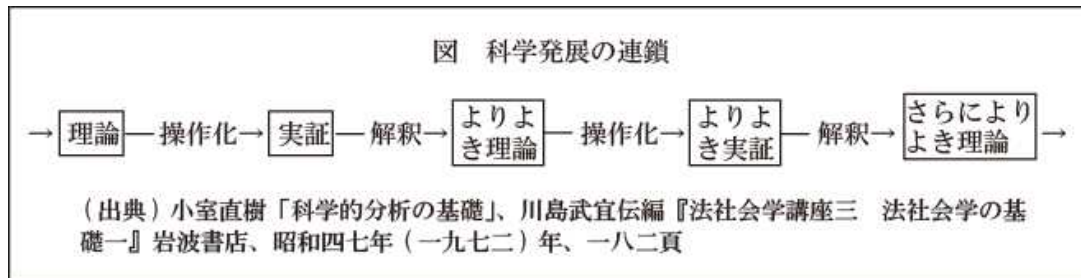 図　科学発展の連鎖
→ 理論 ― 操作化 → 実証 ― 解釈 → よりよき理論 ― 操作化 → よりよき実証 ― 解釈 → さらによりよき理論 →
（出典）小室直樹「科学的分析の基礎」、川島武宜伝編『法社会学講座三　法社会学の基
礎一』岩波書店、昭和四七年（一九七二）年、一八二頁